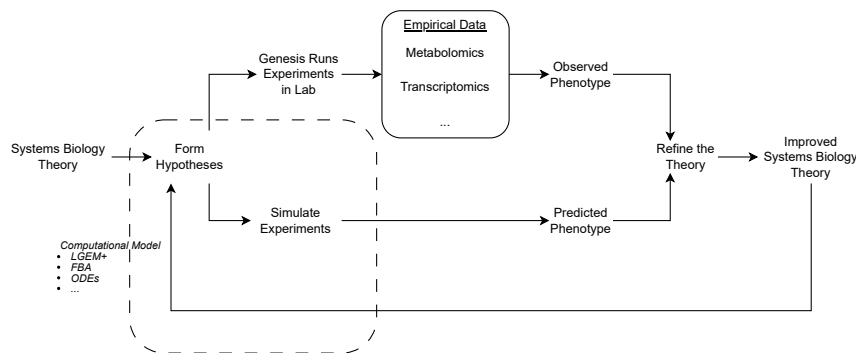 Empirical Data
Metabolomics
Transcriptomics
...
Genesis Runs
Experiments
in Lab
Observed
Phenotype
Systems Biology
Theory
Form
Hypotheses
Refine the
Theory
Improved
Systems Biology
Theory
Simulate
Experiments
Predicted
Phenotype
Computational Model
• LGEM+
• FBA
• ODEs
• ...